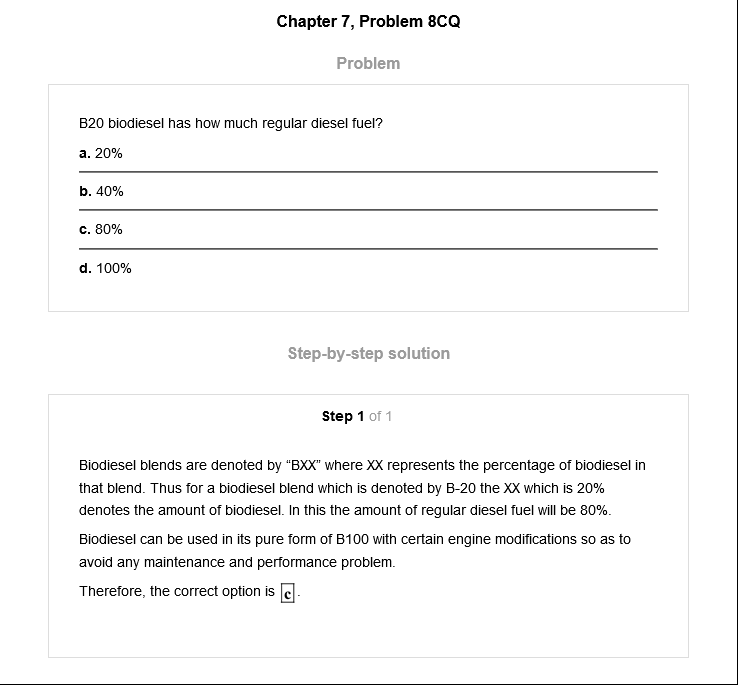 Chapter 7, Problem 8CQ
Problem
B20 biodiesel has how much regular diesel fuel?
a. 20%
b. 40%
c. 80%
d. 100%
Step-by-step solution
Step 1 of 1
Biodiesel blends are denoted by “BXX” where XX represents the percentage of biodiesel in
that blend. Thus for a biodiesel blend which is denoted by B-20 the XX which is 20%
denotes the amount of biodiesel. In this the amount of regular diesel fuel will be 80%.
Biodiesel can be used in its pure form of B100 with certain engine modifications so as to
avoid any maintenance and performance problem.
Therefore, the correct option is c.